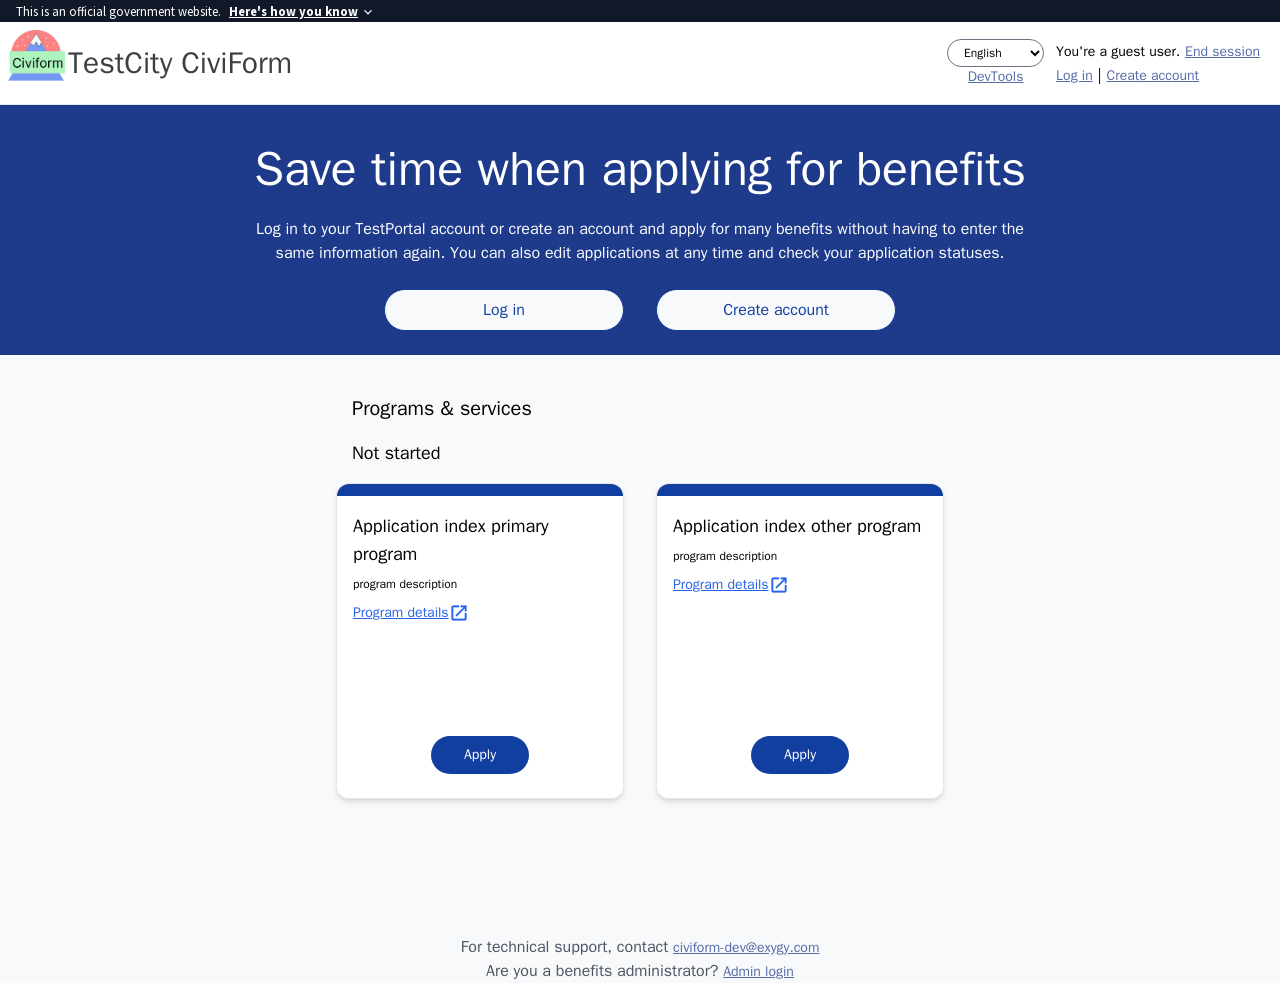 This is an official government website. Here's how you know
Civiform
TestCity CiviForm
English
DevTools
You're a guest user. End session
Log in | Create account
Save time when applying for benefits
Log in to your TestPortal account or create an account and apply for many benefits without having to enter the
same information again. You can also edit applications at any time and check your application statuses.
Log in
Create account
Programs & services
Not started
Application index primary
program
program description
Program details
Apply
Application index other program
program description
Program details
Apply
For technical support, contact civiform-dev@exygy.com
Are you a benefits administrator? Admin login